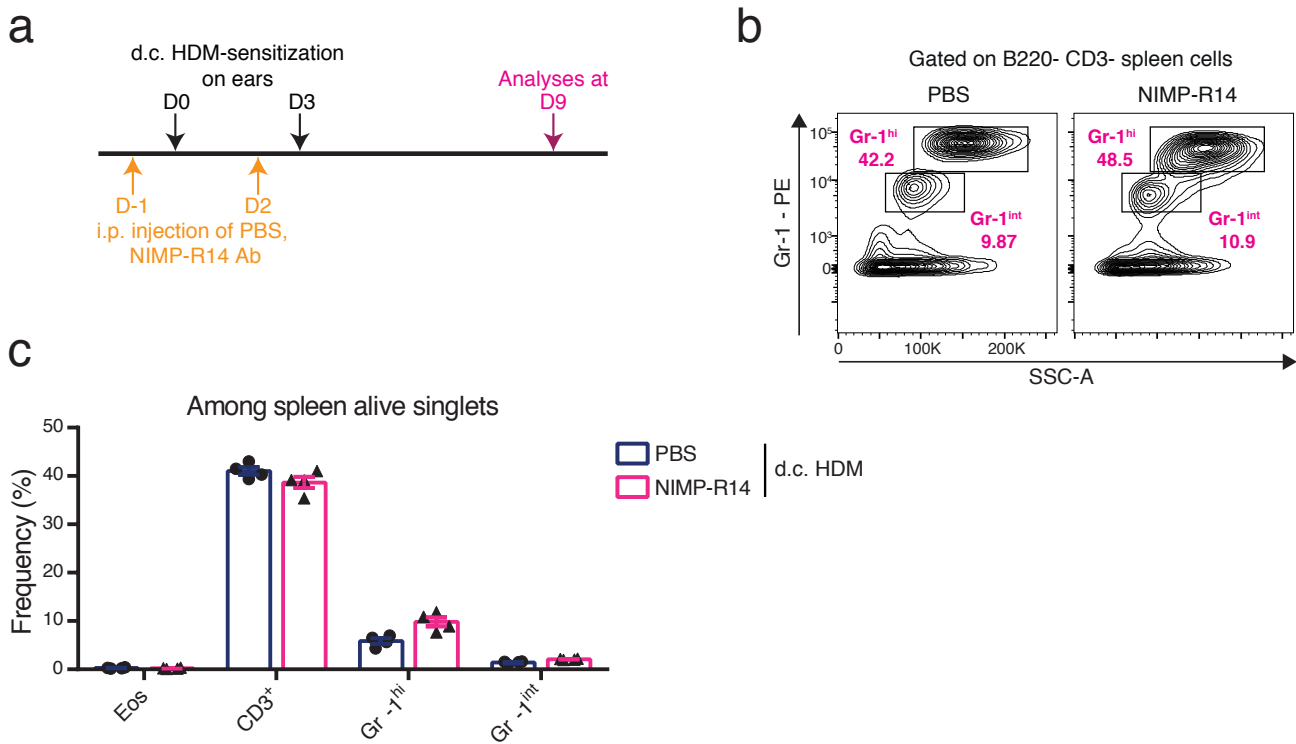 a
d.c. HDM-sensitization
on ears
D0
D3
Analyses at
D9
D-1
D2
i.p. injection of PBS,
NIMP-R14 Ab
b
Gated on B220- CD3- spleen cells
PBS
NIMP-R14
Gr-1 - PE
10⁵
10⁴
10³
0
Gr-1ʰⁱ
42.2
Gr-1ⁱⁿᵗ
9.87
Gr-1ʰⁱ
48.5
Gr-1ⁱⁿᵗ
10.9
0
100K
200K
SSC-A
c
Among spleen alive singlets
Frequency (%)
50
40
30
20
10
0
Eos
CD3⁺
Gr -1ʰⁱ
Gr -1ⁱⁿᵗ
PBS
NIMP-R14
d.c. HDM